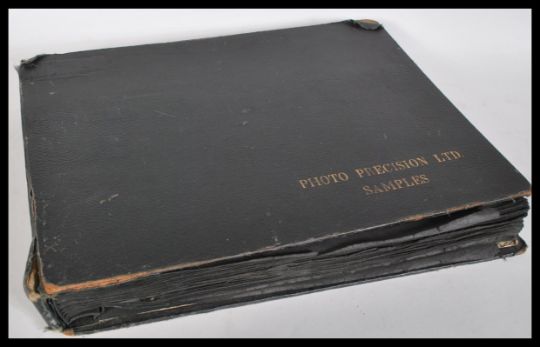 PHOTO PRECISION LTD
SAMPLES